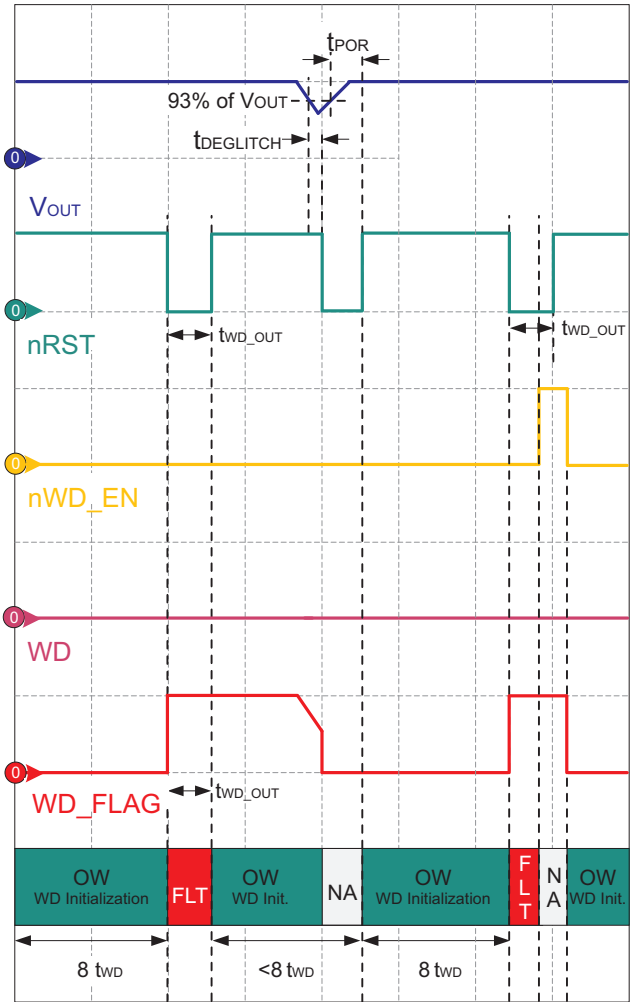 tPOR
93% of VOUT
tDEGLITCH
0
VOUT
0
nRST
tWD_OUT
tWD_OUT
0
nWD_EN
0
WD
0
WD_FLAG
tWD_OUT
OW
WD Initialization
FLT
OW
WD Init.
NA
OW
WD Initialization
F
L
T
N
A
OW
WD Init.
8 tWD
<8 tWD
8 tWD